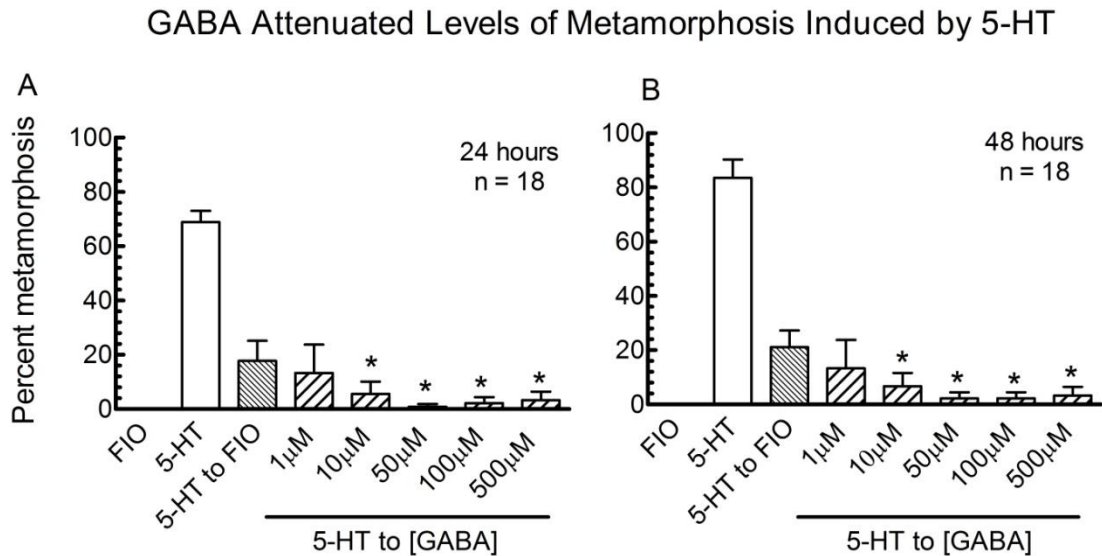 GABA Attenuated Levels of Metamorphosis Induced by 5-HT
A
Percent metamorphosis
100
80
60
40
20
0
24 hours
n = 18
*
*
*
*
FIO
5-HT
5-HT to FIO
1μM
10μM
50μM
100μM
500μM
5-HT to [GABA]
B
100
80
60
40
20
0
48 hours
n = 18
*
*
*
*
FIO
5-HT
5-HT to FIO
1μM
10μM
50μM
100μM
500μM
5-HT to [GABA]